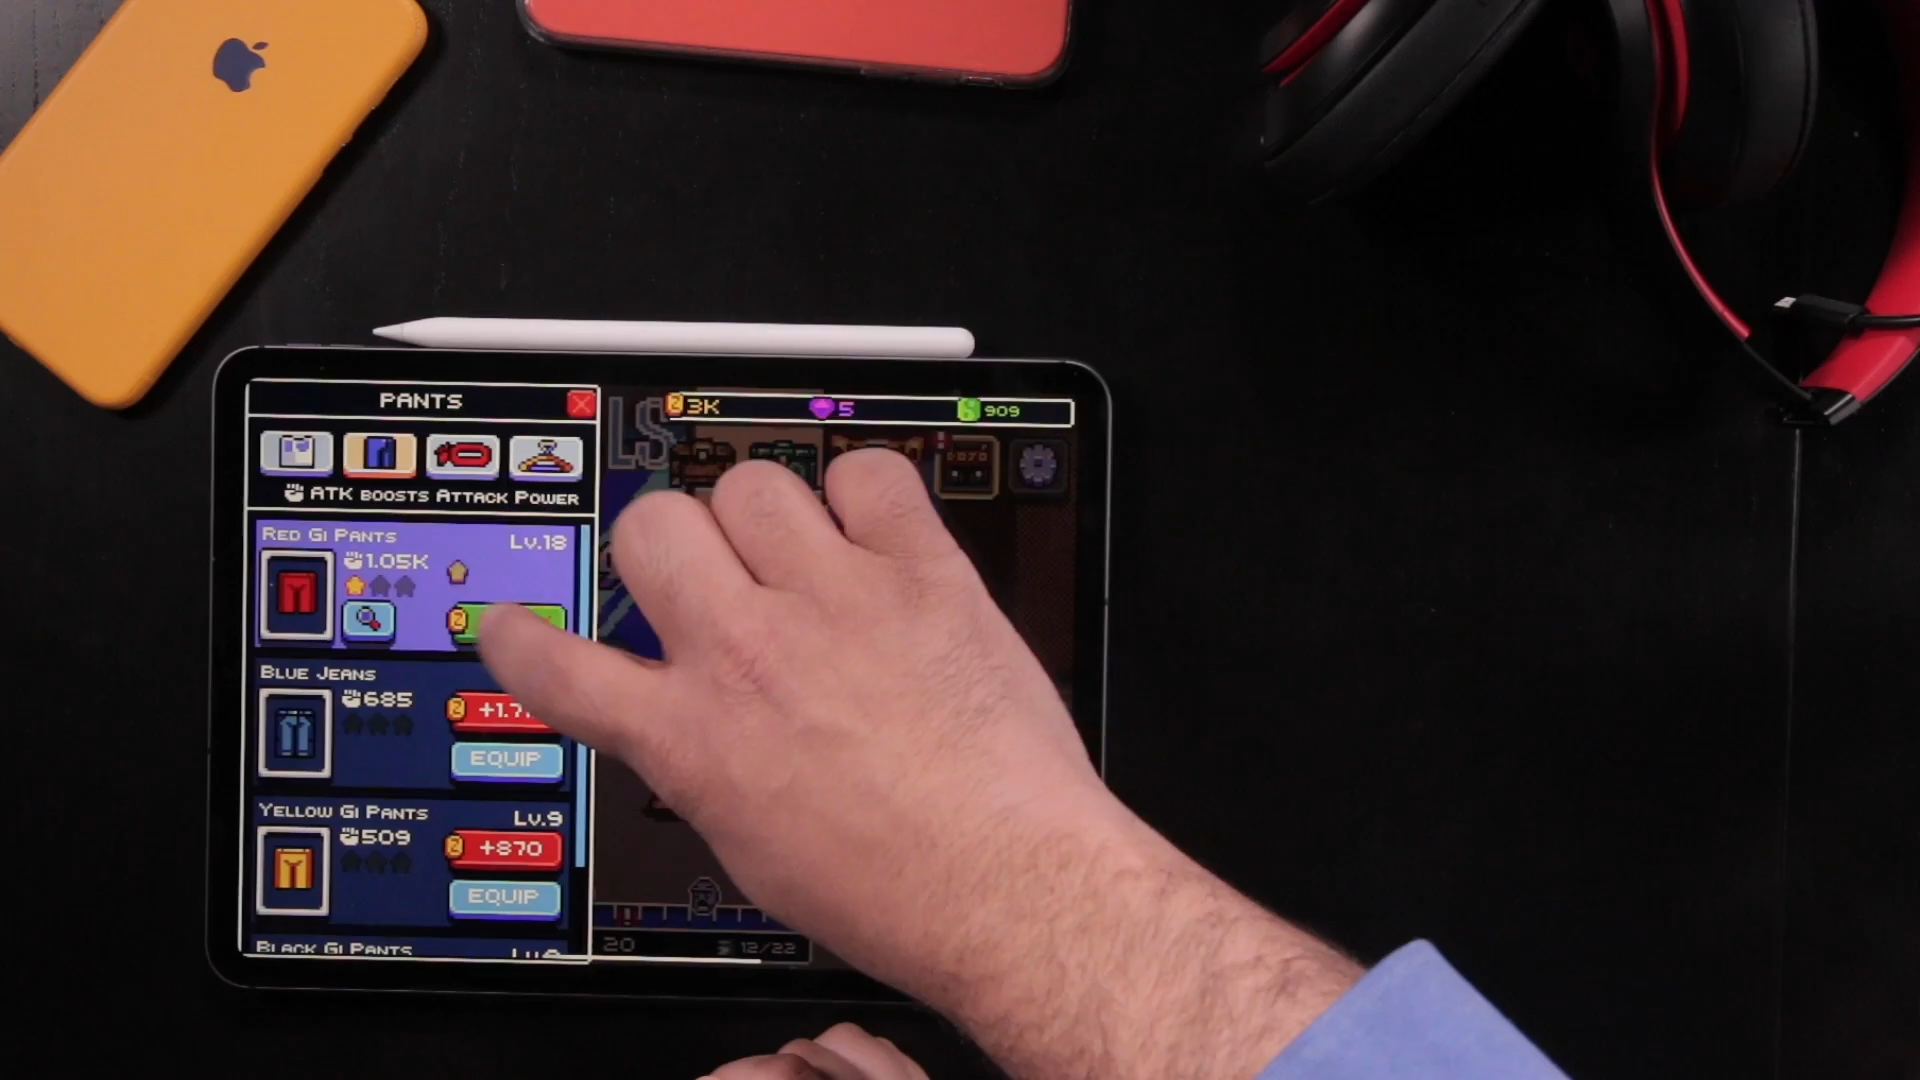 PANTS
3K
5
909
LS
ATK BOOSTS ATTACK POWER
RED GI PANTS
LV.18
1.05K
BLUE JEANS
685
EQUIP
YELLOW GI PANTS
LV.9
509
+870
EQUIP
BLACK GI PANTS
20
12/22